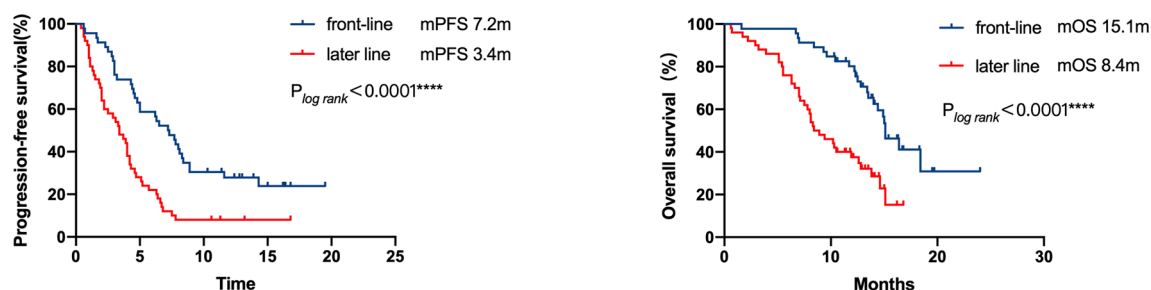 Progression-free survival(%)
100
80
60
40
20
0
0 5 10 15 20 25
Time
front-line mPFS 7.2m
later line mPFS 3.4m
P log rank<0.0001****
Overall survival (%)
100
80
60
40
20
0
0 10 20 30
Months
front-line mOS 15.1m
later line mOS 8.4m
P log rank<0.0001****